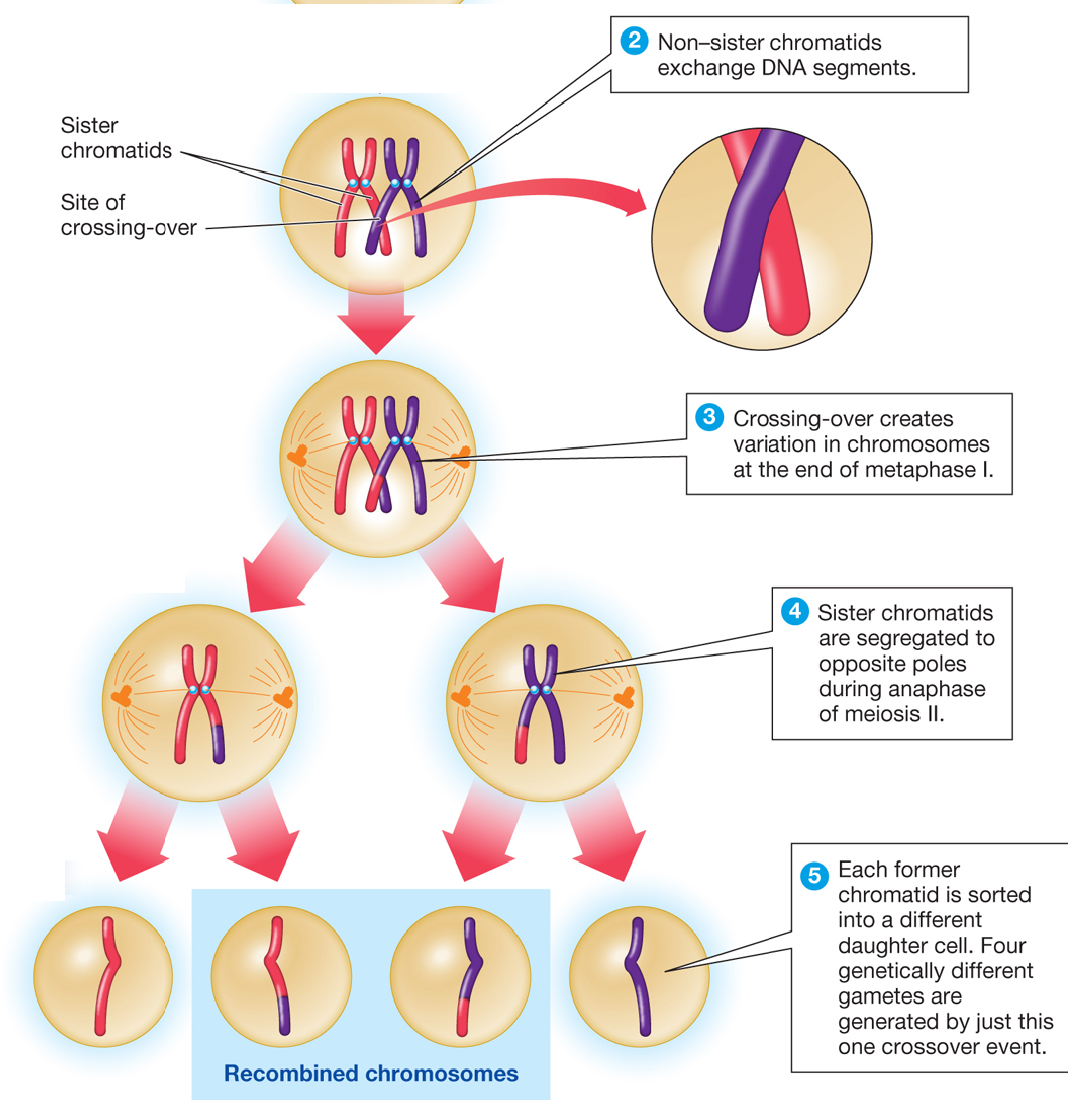 2 Non–sister chromatids
exchange DNA segments.
Sister
chromatids
Site of
crossing-over
3 Crossing-over creates
variation in chromosomes
at the end of metaphase I.
4 Sister chromatids
are segregated to
opposite poles
during anaphase
of meiosis II.
5 Each former
chromatid is sorted
into a different
daughter cell. Four
genetically different
gametes are
generated by just this
one crossover event.
Recombined chromosomes